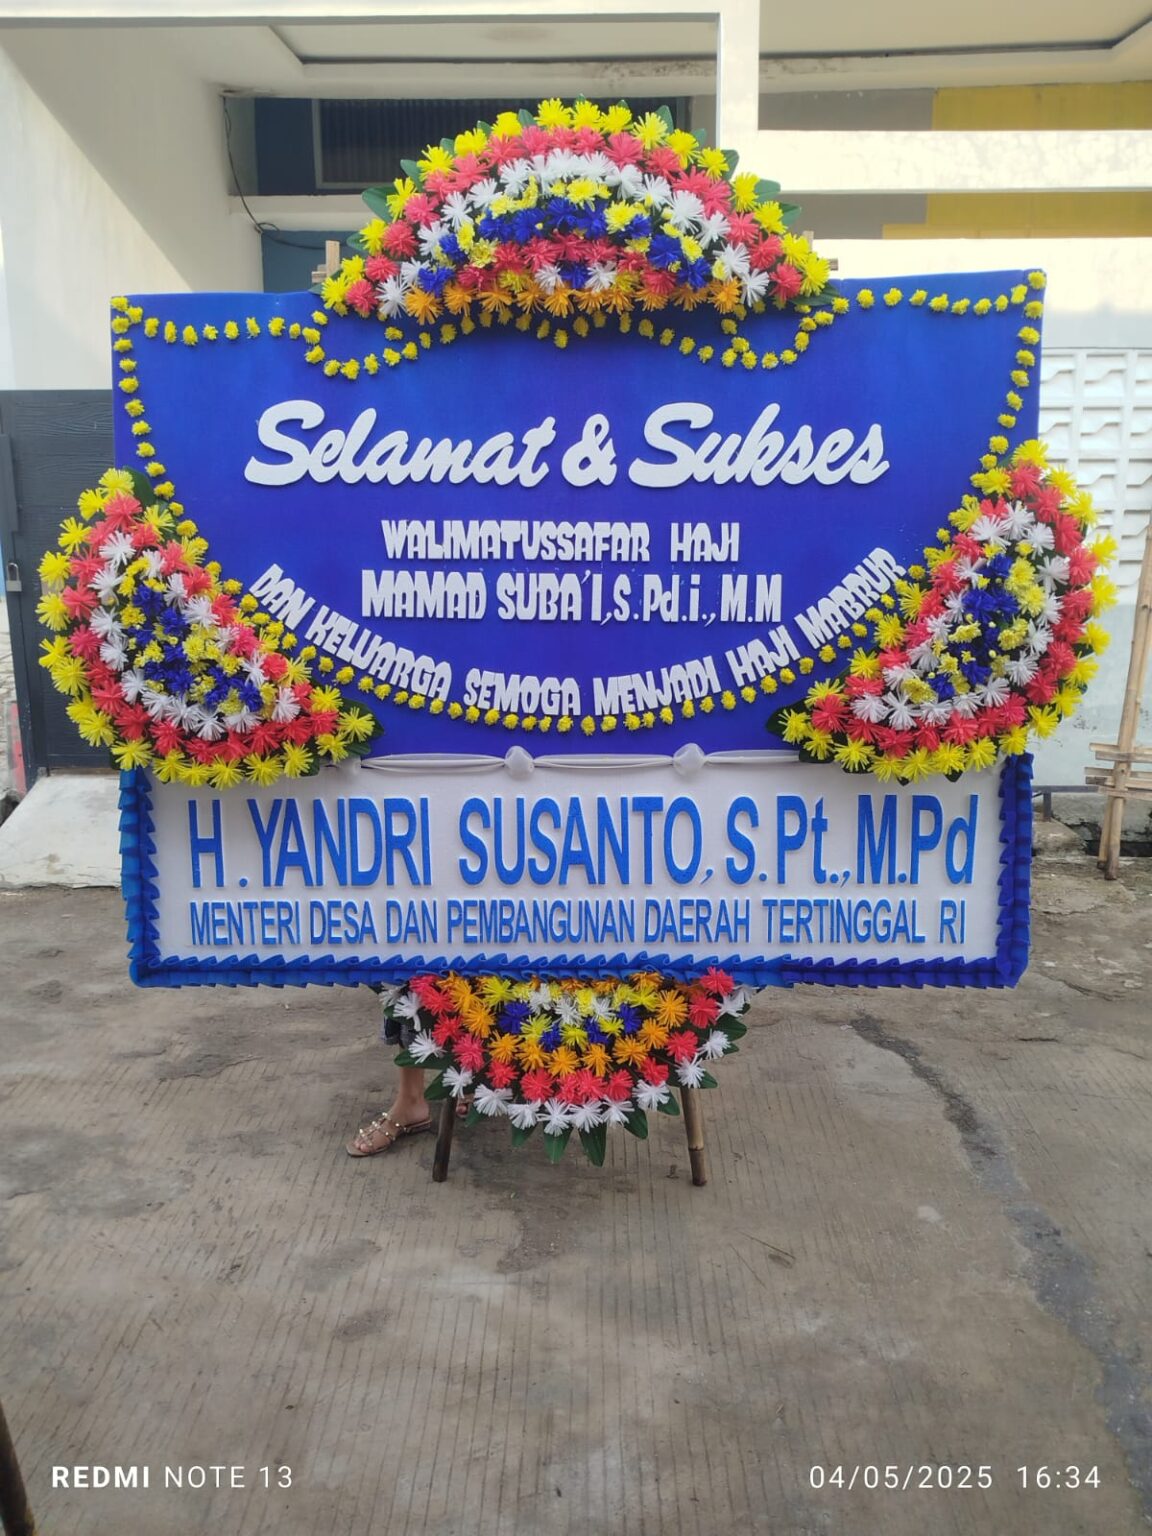 Selamat & Sukses
WALIMATUSSAFAR HAJI
MAMAD SUBA'I,S.Pd.i.,M.M
DAN KELUARGA SEMOGA MENJADI HAJI MABRUR
H.YANDRI SUSANTO,S.Pt.,M.Pd
MENTERI DESA DAN PEMBANGUNAN DAERAH TERTINGGAL RI
REDMI NOTE 13
04/05/2025 16:34